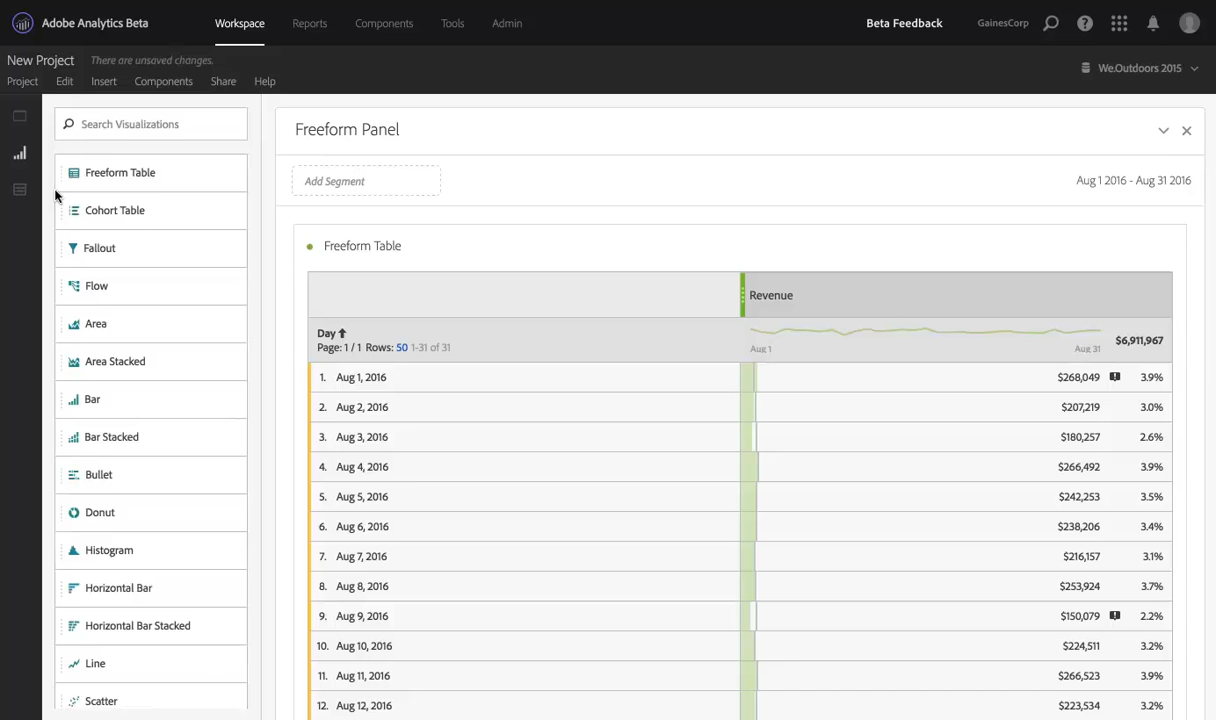 Adobe Analytics Beta
Workspace
Reports
Components
Tools
Admin
Beta Feedback
GainesCorp
New Project
There are unsaved changes.
Project
Edit
Insert
Components
Share
Help
We.Outdoors 2015
Search Visualizations
Freeform Table
Cohort Table
Fallout
Flow
Area
Area Stacked
Bar
Bar Stacked
Bullet
Donut
Histogram
Horizontal Bar
Horizontal Bar Stacked
Line
Scatter
Freeform Panel
Add Segment
Aug 1 2016 - Aug 31 2016
Freeform Table
Revenue
Day
Page: 1 / 1 Rows: 50 1-31 of 31
Aug 1
Aug 31
$6,911,967
1. Aug 1, 2016 $268,049 3.9%
2. Aug 2, 2016 $207,219 3.0%
3. Aug 3, 2016 $180,257 2.6%
4. Aug 4, 2016 $266,492 3.9%
5. Aug 5, 2016 $242,253 3.5%
6. Aug 6, 2016 $238,206 3.4%
7. Aug 7, 2016 $216,157 3.1%
8. Aug 8, 2016 $253,924 3.7%
9. Aug 9, 2016 $150,079 2.2%
10. Aug 10, 2016 $224,511 3.2%
11. Aug 11, 2016 $266,523 3.9%
12. Aug 12, 2016 $223,534 3.2%